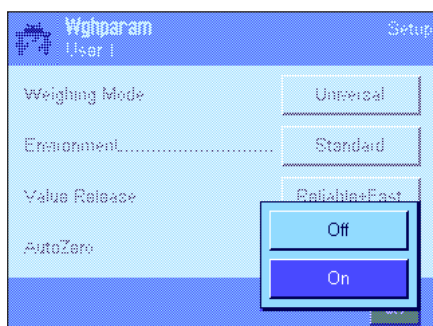 Wghparam
User 1
Setup
Weighing Mode
Universal
Environment
Standard
Value Release
Reliable+Fast
AutoZero
Off
On